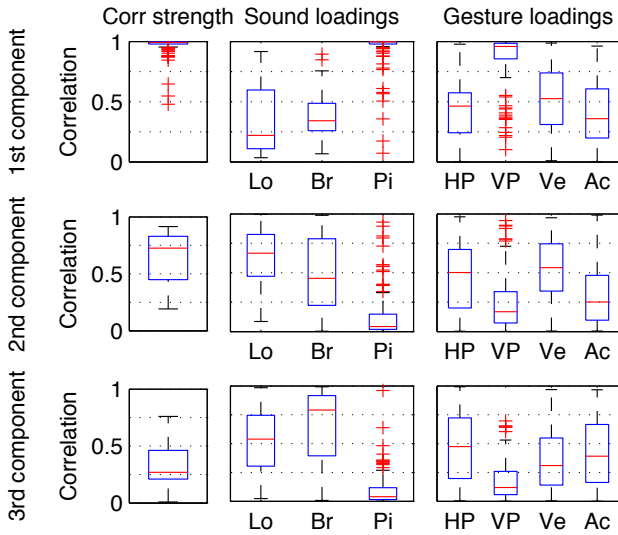 Corr strength Sound loadings Gesture loadings
1st component
Correlation
1
0.5
0
Lo Br Pi HP VP Ve Ac
2nd component
Correlation
1
0.5
0
Lo Br Pi HP VP Ve Ac
3rd component
Correlation
1
0.5
0
Lo Br Pi HP VP Ve Ac